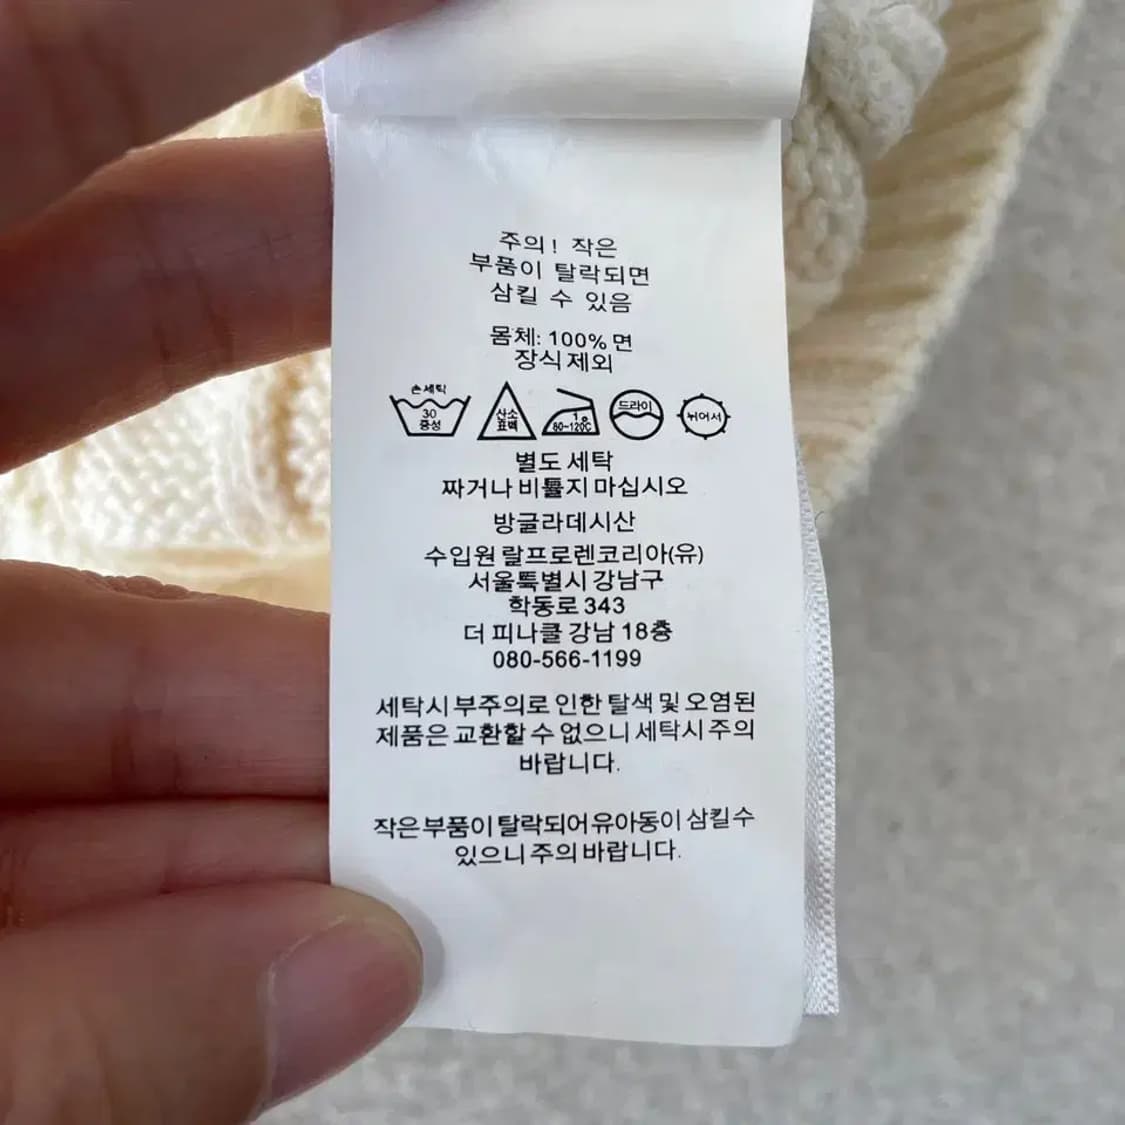 주의! 작은
부품이 탈락되면
삼킬 수 있음
몸체: 100% 면
장식 제외
손세탁 30 중성
산소 표백
1 80~120C
드라이
뉘어서
별도 세탁
짜거나 비틀지 마십시오
방글라데시산
수입원 랄프로렌코리아(유)
서울특별시 강남구
학동로 343
더 피나클 강남 18층
080-566-1199
세탁시 부주의로 인한 탈색 및 오염된
제품은 교환할 수 없으니 세탁시 주의
바랍니다.
작은 부품이 탈락되어 유아동이 삼킬 수
있으니 주의 바랍니다.